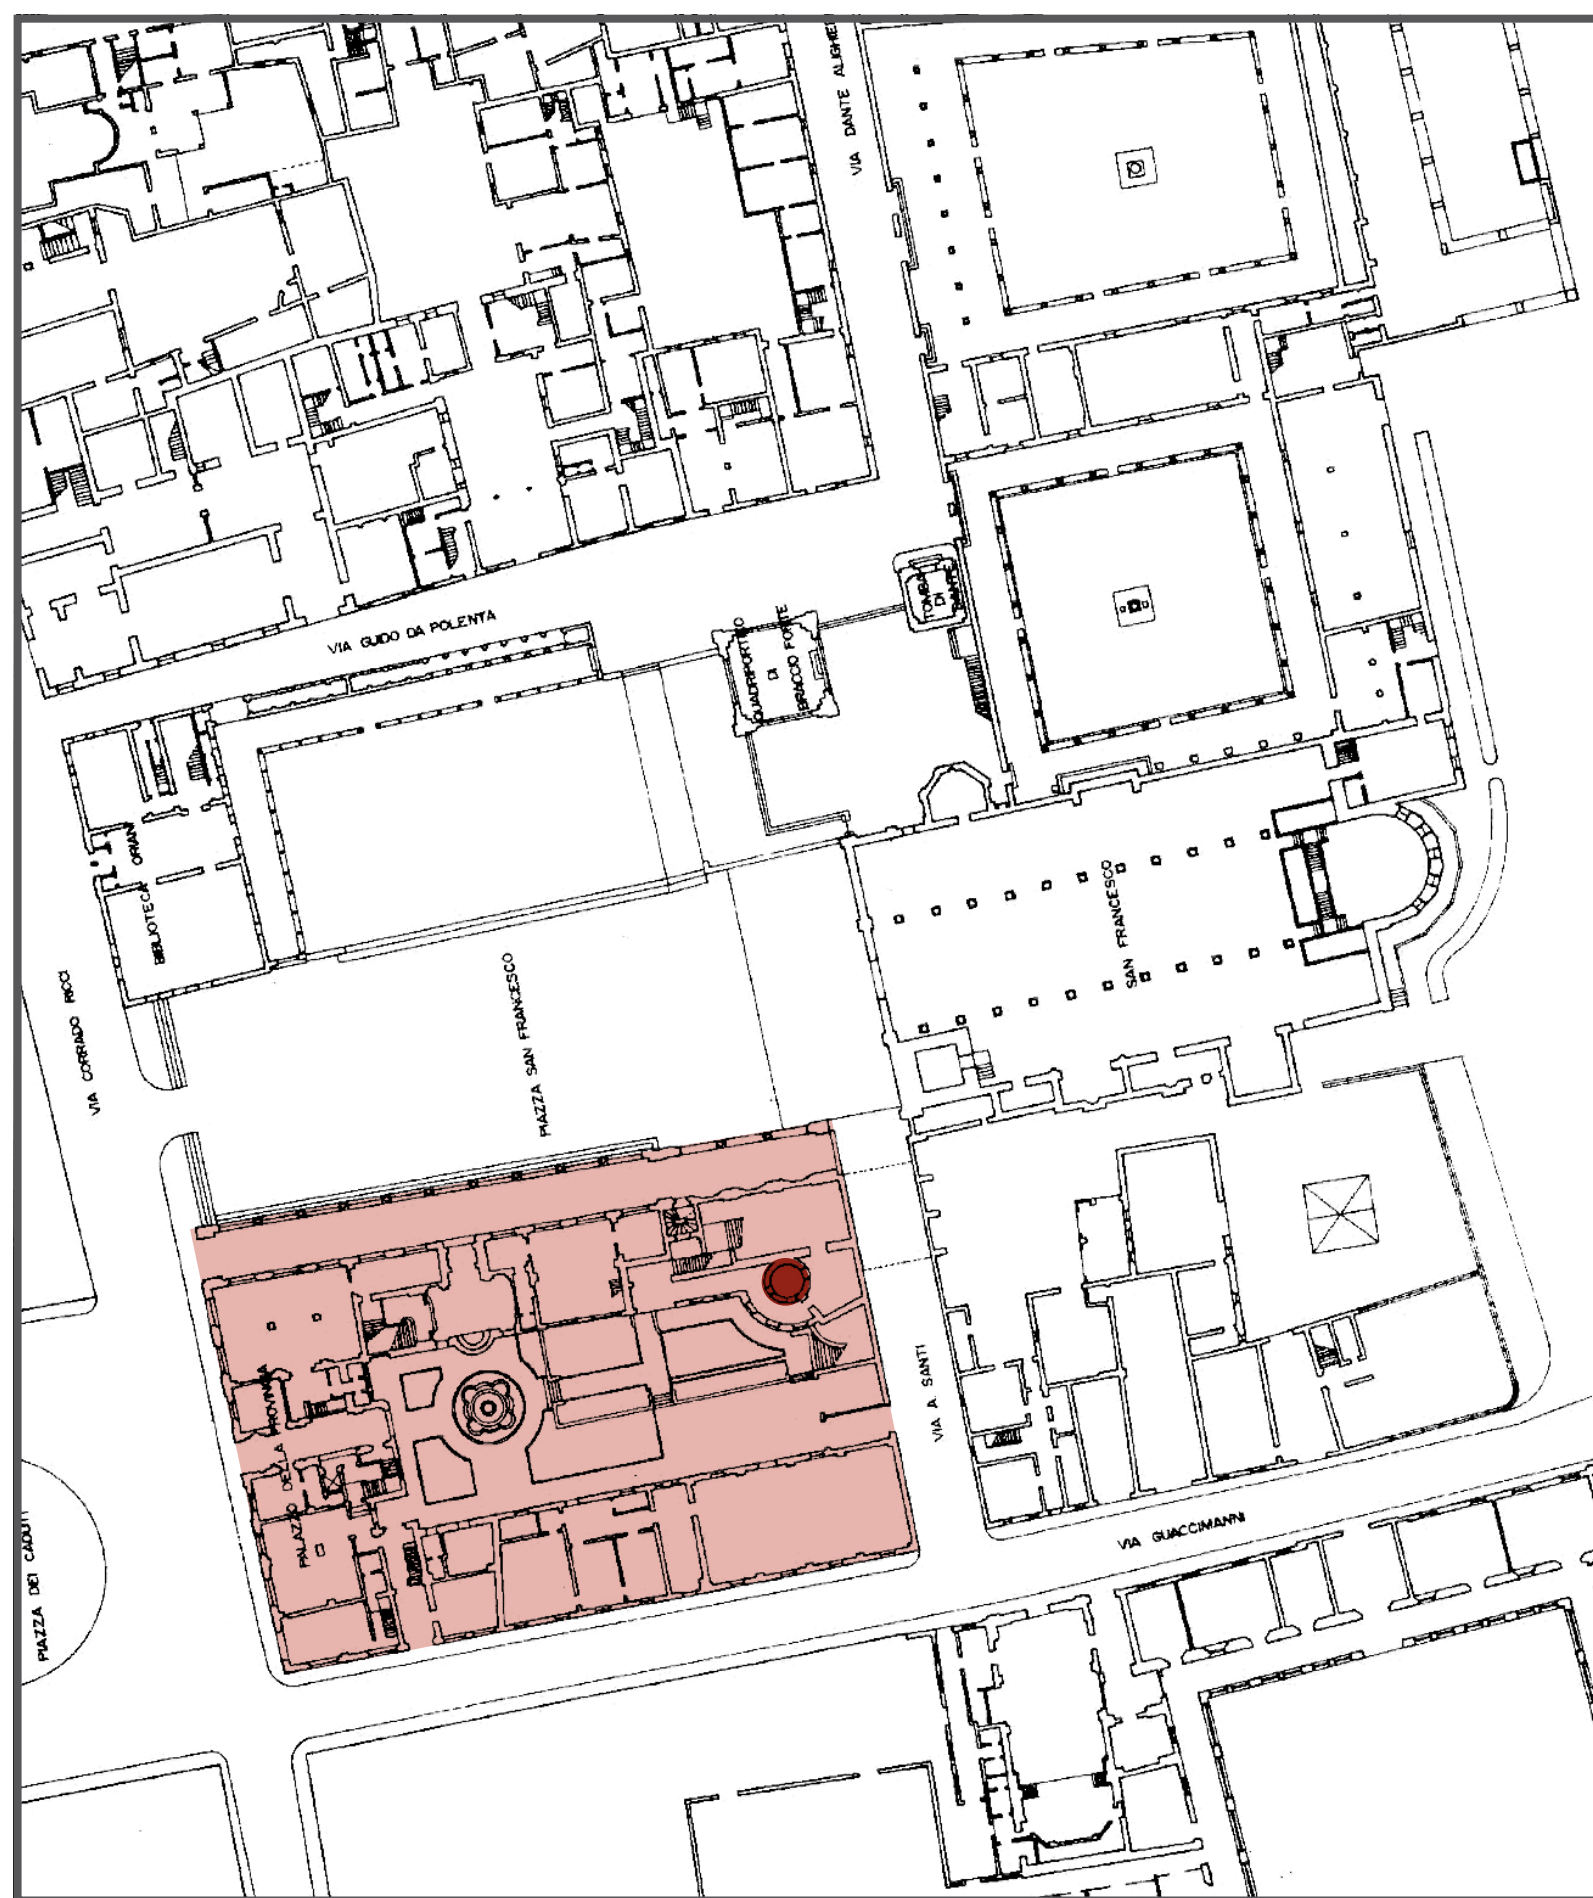 VIA DANTE ALIGHIE
VIA GUIDO DA POLENTA
TOMBA
DI
DANTE
QUADRIPORTICO
DI
BRACCIO FORTE
BIBLIOTECA ORIANI
SAN FRANCESCO
PIAZZA SAN FRANCESCO
VIA CORRADO RICCI
PALAZZO DELLA PROVINCIA
VIA A. SANTI
VIA GUACCIMANNI
PIAZZA DEI CADUTI